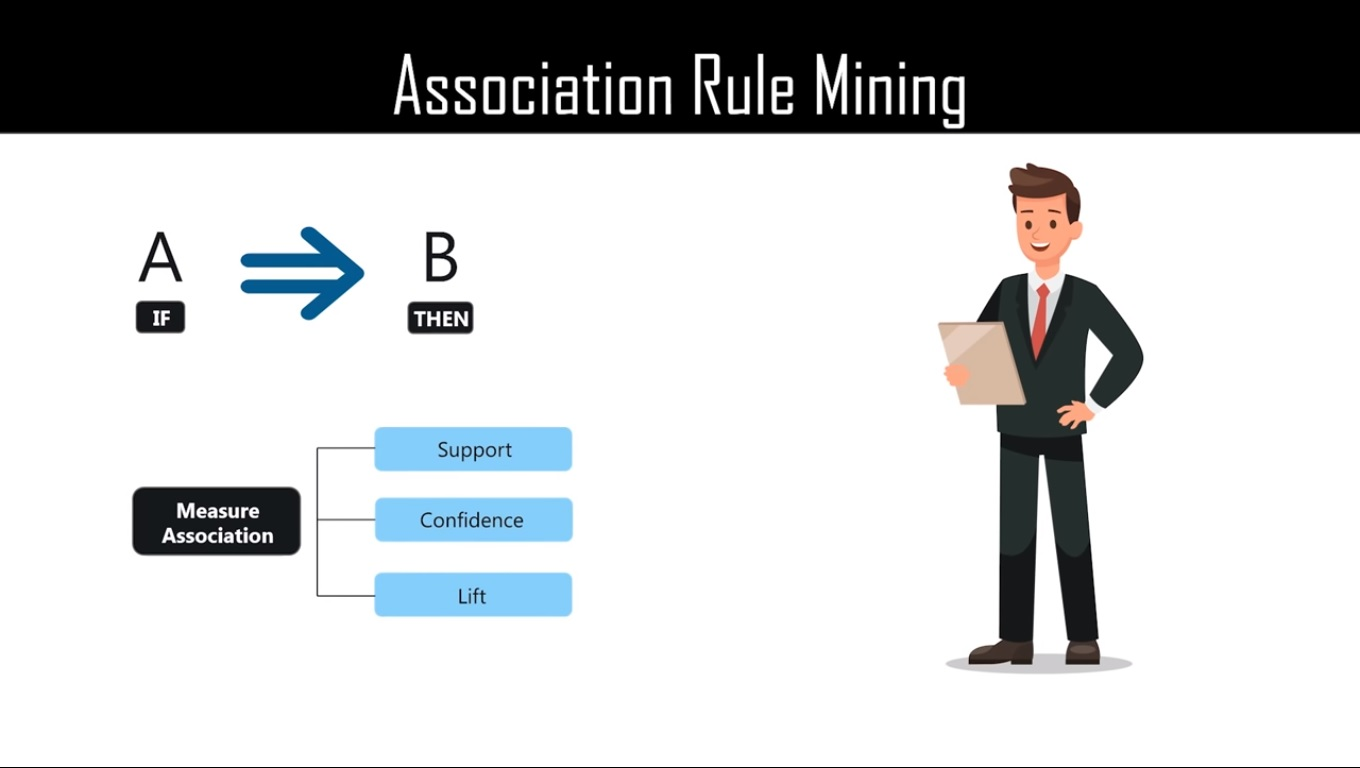 Association Rule Mining
A
B
IF
THEN
Support
Measure
Association
Confidence
Lift